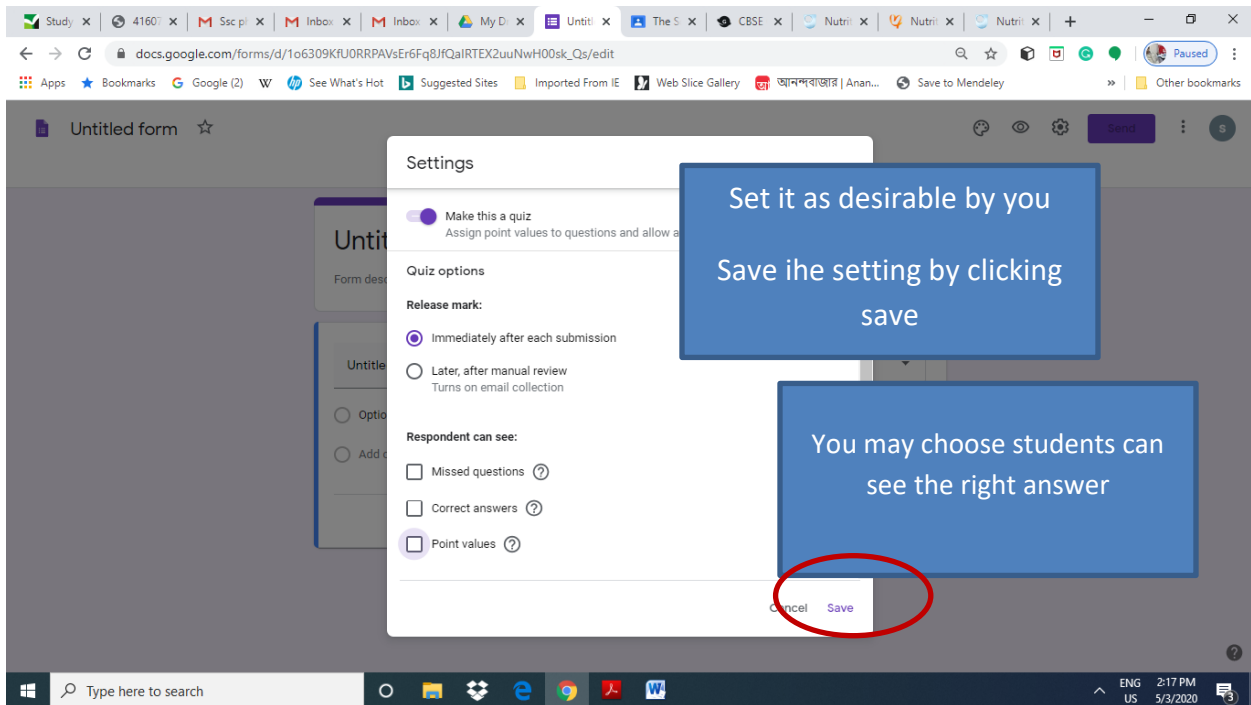 Study 41607 Ssc pl Inbox Inbox My D Untitl The S CBSE Nutrit Nutrit Nutrit
docs.google.com/forms/d/1o6309KfU0RRPAVsEr6Fq8JfQaIRTEX2uuNwH00sk_Qs/edit Paused
Apps Bookmarks Google (2) See What's Hot Suggested Sites Imported From IE Web Slice Gallery আনন্দবাজার | Anan... Save to Mendeley » Other bookmarks
Untitled form Send S
Settings
Make this a quiz
Assign point values to questions and allow a
Untit
Form desc
Quiz options
Release mark:
Immediately after each submission
Untitle
Later, after manual review
Turns on email collection
Optio
Respondent can see:
Add o
Missed questions ?
Correct answers ?
Point values ?
Cancel Save
Set it as desirable by you
Save ihe setting by clicking
save
You may choose students can
see the right answer
Type here to search
ENG 2:17 PM
US 5/3/2020 3